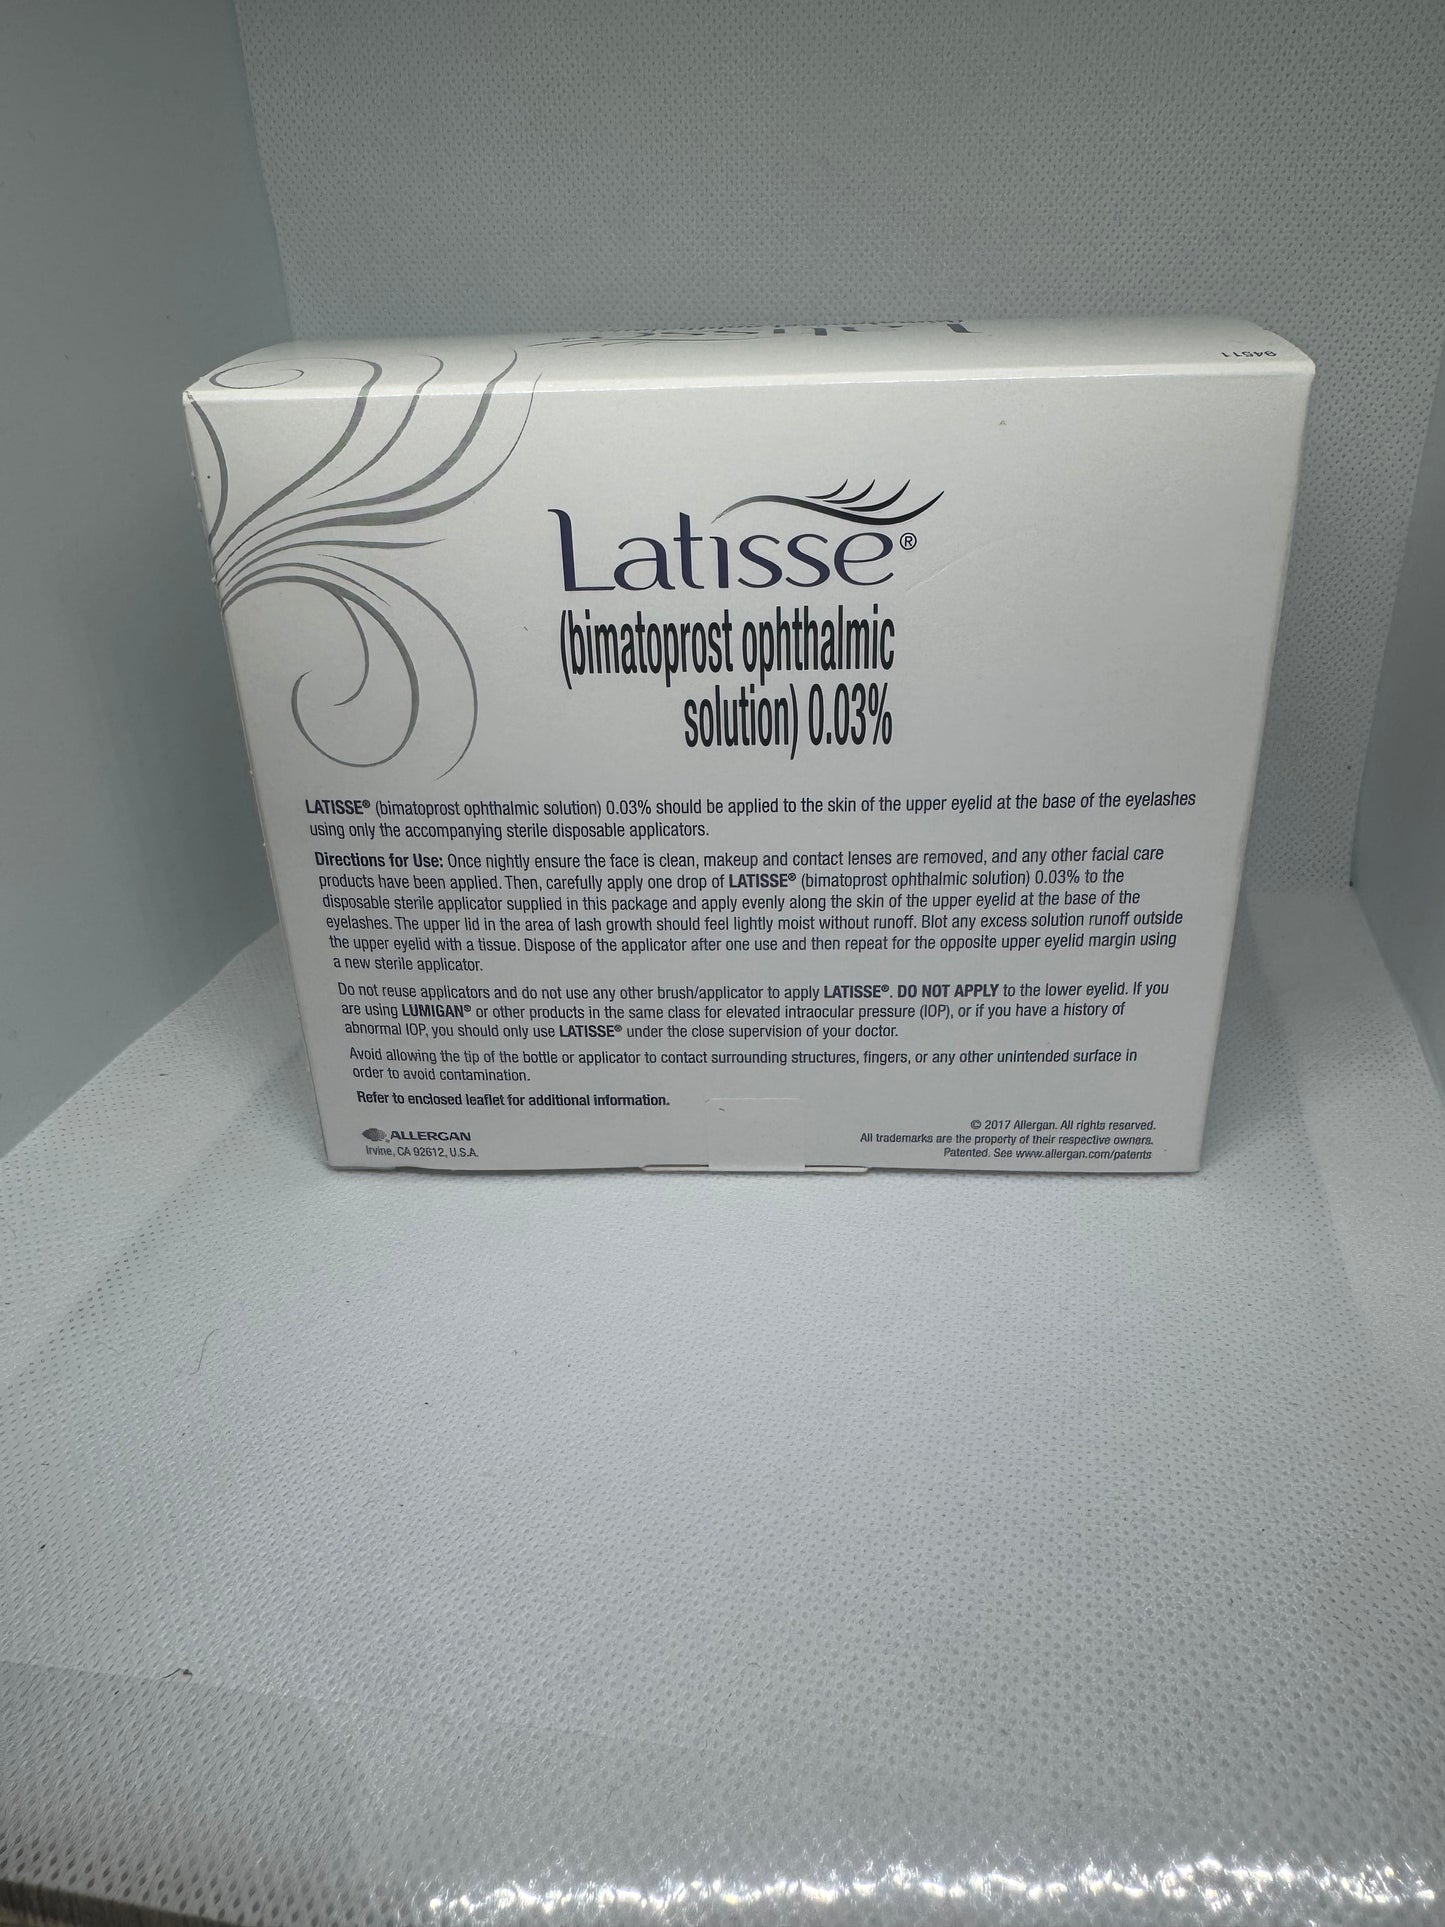 94511
Latisse®
(bimatoprost ophthalmic
solution) 0.03%
LATISSE® (bimatoprost ophthalmic solution) 0.03% should be applied to the skin of the upper eyelid at the base of the eyelashes
using only the accompanying sterile disposable applicators.
Directions for Use: Once nightly ensure the face is clean, makeup and contact lenses are removed, and any other facial care
products have been applied. Then, carefully apply one drop of LATISSE® (bimatoprost ophthalmic solution) 0.03% to the
disposable sterile applicator supplied in this package and apply evenly along the skin of the upper eyelid at the base of the
eyelashes. The upper lid in the area of lash growth should feel lightly moist without runoff. Blot any excess solution runoff outside
the upper eyelid with a tissue. Dispose of the applicator after one use and then repeat for the opposite upper eyelid margin using
a new sterile applicator.
Do not reuse applicators and do not use any other brush/applicator to apply LATISSE®. DO NOT APPLY to the lower eyelid. If you
are using LUMIGAN® or other products in the same class for elevated intraocular pressure (IOP), or if you have a history of
abnormal IOP, you should only use LATISSE® under the close supervision of your doctor.
Avoid allowing the tip of the bottle or applicator to contact surrounding structures, fingers, or any other unintended surface in
order to avoid contamination.
Refer to enclosed leaflet for additional information.
ALLERGAN
Irvine, CA 92612, U.S.A.
© 2017 Allergan. All rights reserved.
All trademarks are the property of their respective owners.
Patented. See www.allergan.com/patents